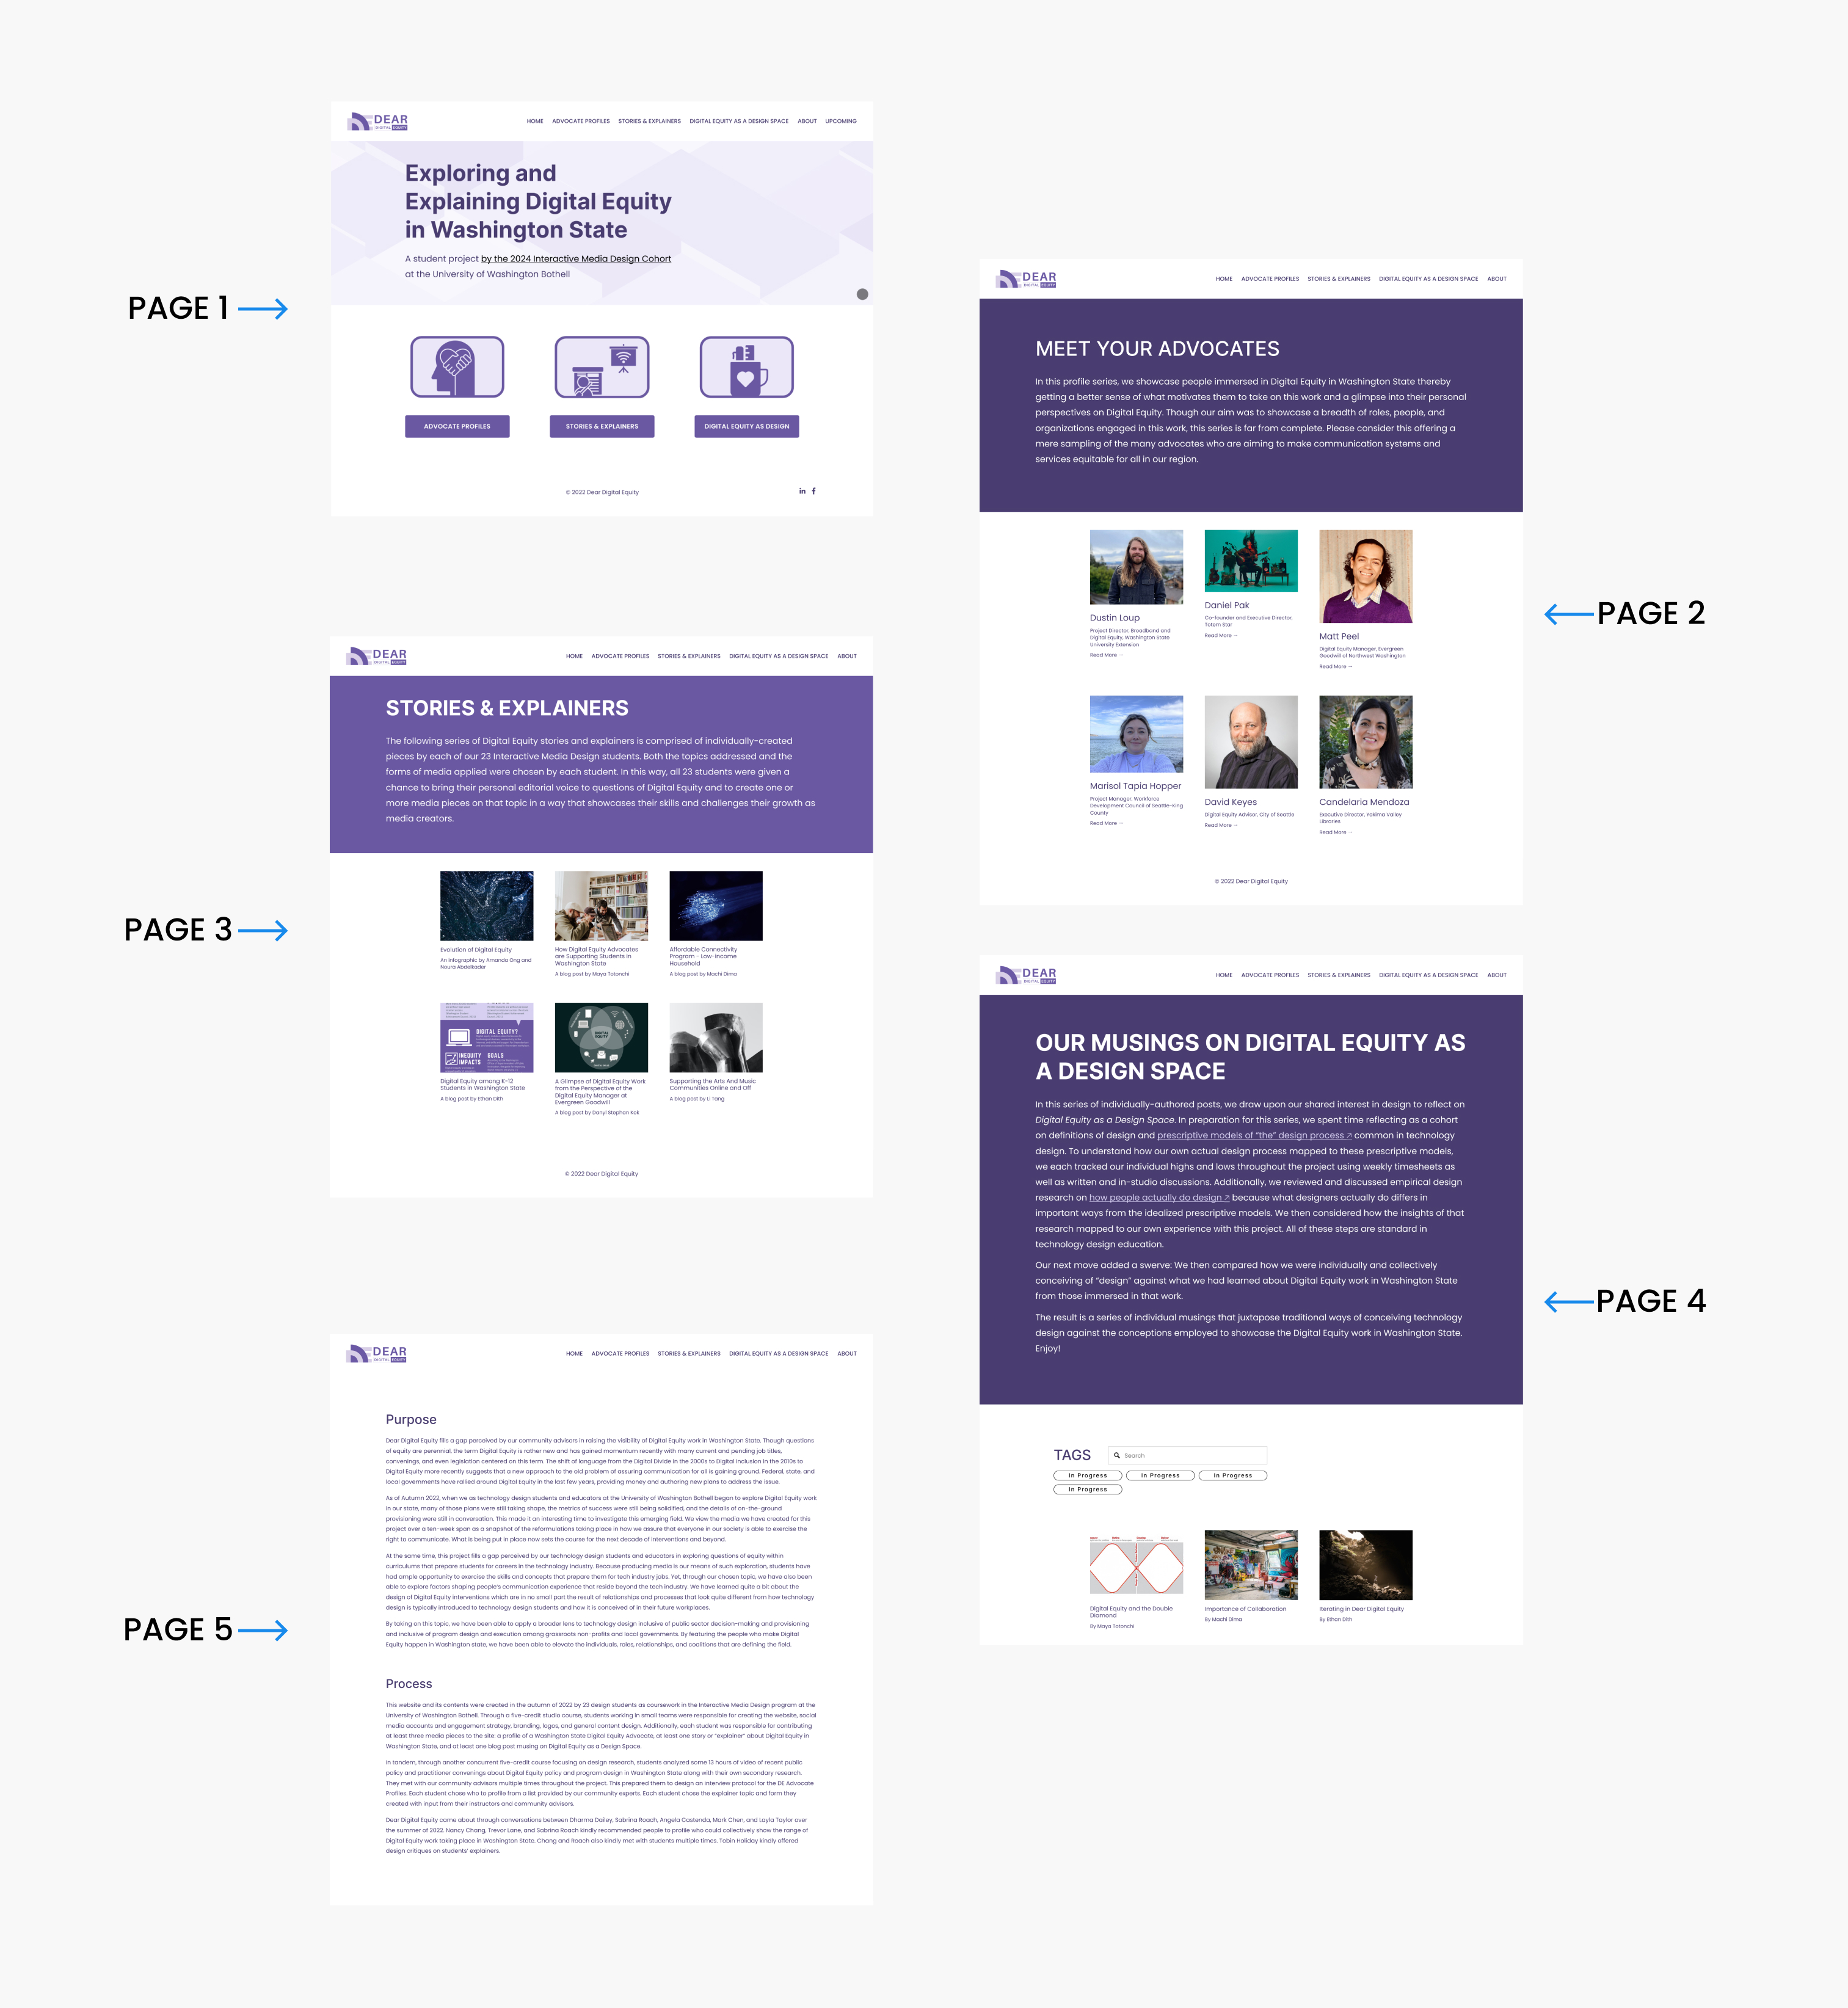 DEAR
DIGITAL EQUITY
HOME ADVOCATE PROFILES STORIES & EXPLAINERS DIGITAL EQUITY AS A DESIGN SPACE ABOUT UPCOMING
Exploring and
Explaining Digital Equity
in Washington State
A student project by the 2024 Interactive Media Design Cohort
at the University of Washington Bothell
PAGE 1
ADVOCATE PROFILES
STORIES & EXPLAINERS
DIGITAL EQUITY AS DESIGN
© 2022 Dear Digital Equity
in f
DEAR
DIGITAL EQUITY
HOME ADVOCATE PROFILES STORIES & EXPLAINERS DIGITAL EQUITY AS A DESIGN SPACE ABOUT
MEET YOUR ADVOCATES
In this profile series, we showcase people immersed in Digital Equity in Washington State thereby
getting a better sense of what motivates them to take on this work and a glimpse into their personal
perspectives on Digital Equity. Though our aim was to showcase a breadth of roles, people, and
organizations engaged in this work, this series is far from complete. Please consider this offering a
mere sampling of the many advocates who are aiming to make communication systems and
services equitable for all in our region.
Dustin Loup
Project Director, Broadband and
Digital Equity, Washington State
University Extension
Read More →
Daniel Pak
Co-founder and Executive Director,
Totem Star
Read More →
Matt Peel
Digital Equity Manager, Evergreen
Goodwill of Northwest Washington
Read More →
PAGE 2
Marisol Tapia Hopper
Project Manager, Workforce
Development Council of Seattle-King
County
Read More →
David Keyes
Digital Equity Advisor, City of Seattle
Read More →
Candelaria Mendoza
Executive Director, Yakima Valley
Libraries
Read More →
© 2022 Dear Digital Equity
DEAR
DIGITAL EQUITY
HOME ADVOCATE PROFILES STORIES & EXPLAINERS DIGITAL EQUITY AS A DESIGN SPACE ABOUT
STORIES & EXPLAINERS
The following series of Digital Equity stories and explainers is comprised of individually-created
pieces by each of our 23 Interactive Media Design students. Both the topics addressed and the
forms of media applied were chosen by each student. In this way, all 23 students were given a
chance to bring their personal editorial voice to questions of Digital Equity and to create one or
more media pieces on that topic in a way that showcases their skills and challenges their growth as
media creators.
PAGE 3
Evolution of Digital Equity
An infographic by Amanda Ong and
Noura Abdelkader
How Digital Equity Advocates
are Supporting Students in
Washington State
A blog post by Maya Totonchi
Affordable Connectivity
Program - Low-income
Household
A blog post by Machi Dima
DIGITAL EQUITY?
INEQUITY
IMPACTS
GOALS
Digital Equity among K-12
Students in Washington State
A blog post by Ethan Dith
DIGITAL
EQUITY
A Glimpse of Digital Equity Work
from the Perspective of the
Digital Equity Manager at
Evergreen Goodwill
A blog post by Danyl Stephan Kok
Supporting the Arts And Music
Communities Online and Off
A blog post by Li Tang
© 2022 Dear Digital Equity
DEAR
DIGITAL EQUITY
HOME ADVOCATE PROFILES STORIES & EXPLAINERS DIGITAL EQUITY AS A DESIGN SPACE ABOUT
OUR MUSINGS ON DIGITAL EQUITY AS
A DESIGN SPACE
In this series of individually-authored posts, we draw upon our shared interest in design to reflect on
Digital Equity as a Design Space. In preparation for this series, we spent time reflecting as a cohort
on definitions of design and prescriptive models of "the" design process ↗ common in technology
design. To understand how our own actual design process mapped to these prescriptive models,
we each tracked our individual highs and lows throughout the project using weekly timesheets as
well as written and in-studio discussions. Additionally, we reviewed and discussed empirical design
research on how people actually do design ↗ because what designers actually do differs in
important ways from the idealized prescriptive models. We then considered how the insights of that
research mapped to our own experience with this project. All of these steps are standard in
technology design education.
Our next move added a swerve: We then compared how we were individually and collectively
conceiving of "design" against what we had learned about Digital Equity work in Washington State
from those immersed in that work.
The result is a series of individual musings that juxtapose traditional ways of conceiving technology
design against the conceptions employed to showcase the Digital Equity work in Washington State.
Enjoy!
PAGE 4
TAGS
Search
In Progress
In Progress
In Progress
In Progress
Digital Equity and the Double
Diamond
By Maya Totonchi
Importance of Collaboration
By Machi Dima
Iterating in Dear Digital Equity
By Ethan Dith
DEAR
DIGITAL EQUITY
HOME ADVOCATE PROFILES STORIES & EXPLAINERS DIGITAL EQUITY AS A DESIGN SPACE ABOUT
Purpose
Dear Digital Equity fills a gap perceived by our community advisors in raising the visibility of Digital Equity work in Washington State. Though questions
of equity are perennial, the term Digital Equity is rather new and has gained momentum recently with many current and pending job titles,
convenings, and even legislation centered on this term. The shift of language from the Digital Divide in the 2000s to Digital Inclusion in the 2010s to
Digital Equity more recently suggests that a new approach to the old problem of assuring communication for all is gaining ground. Federal, state, and
local governments have rallied around Digital Equity in the last few years, providing money and authoring new plans to address the issue.
As of Autumn 2022, when we as technology design students and educators at the University of Washington Bothell began to explore Digital Equity work
in our state, many of those plans were still taking shape, the metrics of success were still being solidified, and the details of on-the-ground
provisioning were still in conversation. This made it an interesting time to investigate this emerging field. We view the media we have created for this
project over a ten-week span as a snapshot of the reformulations taking place in how we assure that everyone in our society is able to exercise the
right to communicate. What is being put in place now sets the course for the next decade of interventions and beyond.
At the same time, this project fills a gap perceived by our technology design students and educators in exploring questions of equity within
curriculums that prepare students for careers in the technology industry. Because producing media is our means of such exploration, students have
had ample opportunity to exercise the skills and concepts that prepare them for tech industry jobs. Yet, through our chosen topic, we have also been
able to explore factors shaping people's communication experience that reside beyond the tech industry. We have learned quite a bit about the
design of Digital Equity interventions which are in no small part the result of relationships and processes that look quite different from how technology
design is typically introduced to technology design students and how it is conceived of in their future workplaces.
By taking on this topic, we have been able to apply a broader lens to technology design inclusive of public sector decision-making and provisioning
and inclusive of program design and execution among grassroots non-profits and local governments. By featuring the people who make Digital
Equity happen in Washington state, we have been able to elevate the individuals, roles, relationships, and coalitions that are defining the field.
PAGE 5
Process
This website and its contents were created in the autumn of 2022 by 23 design students as coursework in the Interactive Media Design program at the
University of Washington Bothell. Through a five-credit studio course, students working in small teams were responsible for creating the website, social
media accounts and engagement strategy, branding, logos, and general content design. Additionally, each student was responsible for contributing
at least three media pieces to the site: a profile of a Washington State Digital Equity Advocate, at least one story or "explainer" about Digital Equity in
Washington State, and at least one blog post musing on Digital Equity as a Design Space.
In tandem, through another concurrent five-credit course focusing on design research, students analyzed some 13 hours of video of recent public
policy and practitioner convenings about Digital Equity policy and program design in Washington State along with their own secondary research.
They met with our community advisors multiple times throughout the project. This prepared them to design an interview protocol for the DE Advocate
Profiles. Each student chose who to profile from a list provided by our community experts. Each student chose the explainer topic and form they
created with input from their instructors and community advisors.
Dear Digital Equity came about through conversations between Dharma Dailey, Sabrina Roach, Angela Castenda, Mark Chen, and Layla Taylor over
the summer of 2022. Nancy Chang, Trevor Lane, and Sabrina Roach kindly recommended people to profile who could collectively show the range of
Digital Equity work taking place in Washington State. Chang and Roach also kindly met with students multiple times. Tobin Haliday kindly offered
design critiques on students' explainers.